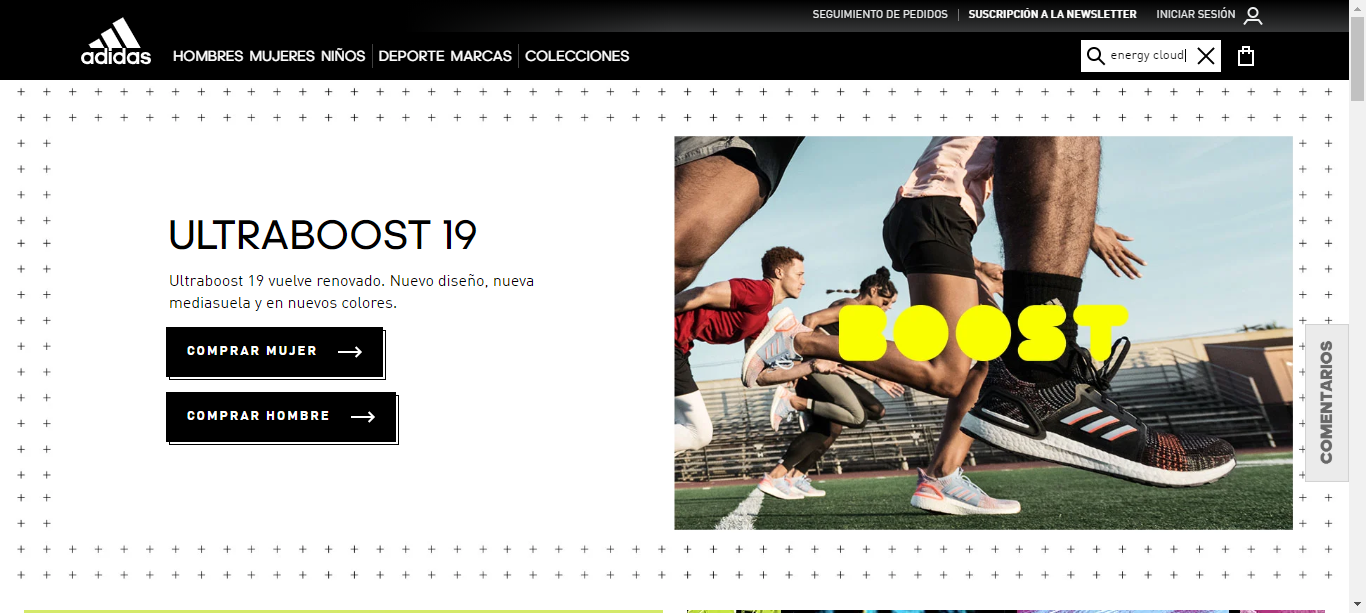 SEGUIMIENTO DE PEDIDOS
SUSCRIPCIÓN A LA NEWSLETTER
INICIAR SESIÓN
adidas
HOMBRES MUJERES NIÑOS
DEPORTE MARCAS
COLECCIONES
energy cloud
ULTRABOOST 19
Ultraboost 19 vuelve renovado. Nuevo diseño, nueva
mediasuela y en nuevos colores.
COMPRAR MUJER
COMPRAR HOMBRE
BOOST
COMENTARIOS